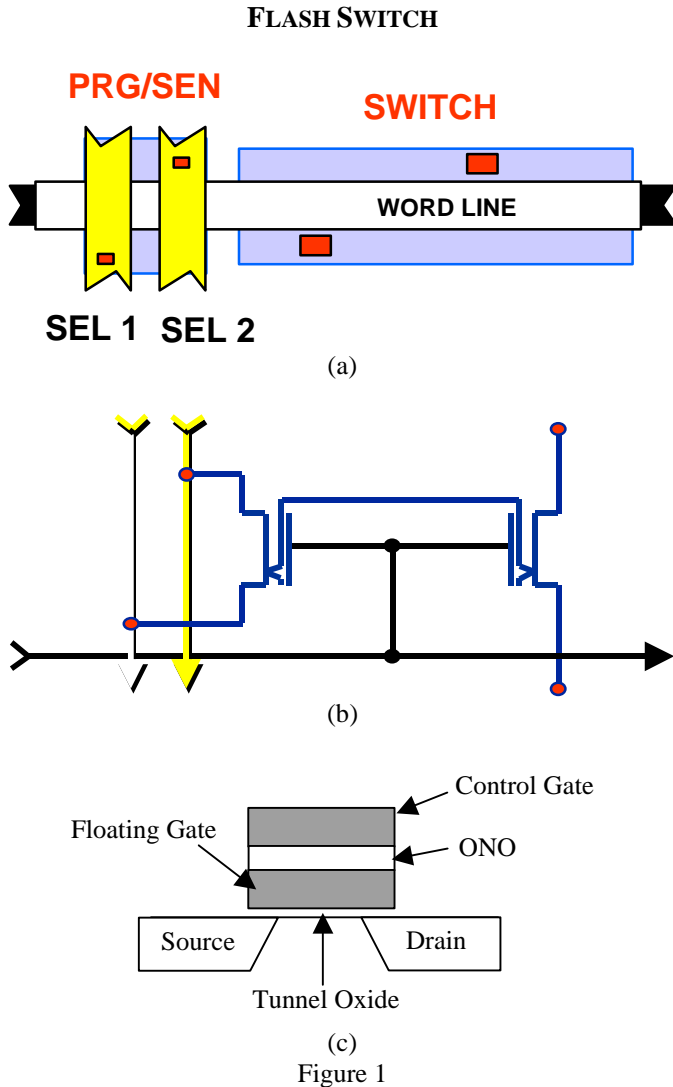 FLASH SWITCH
PRG/SEN
SWITCH
WORD LINE
SEL 1 SEL 2
(a)
(b)
Control Gate
Floating Gate
ONO
Source
Drain
Tunnel Oxide
(c)
Figure 1